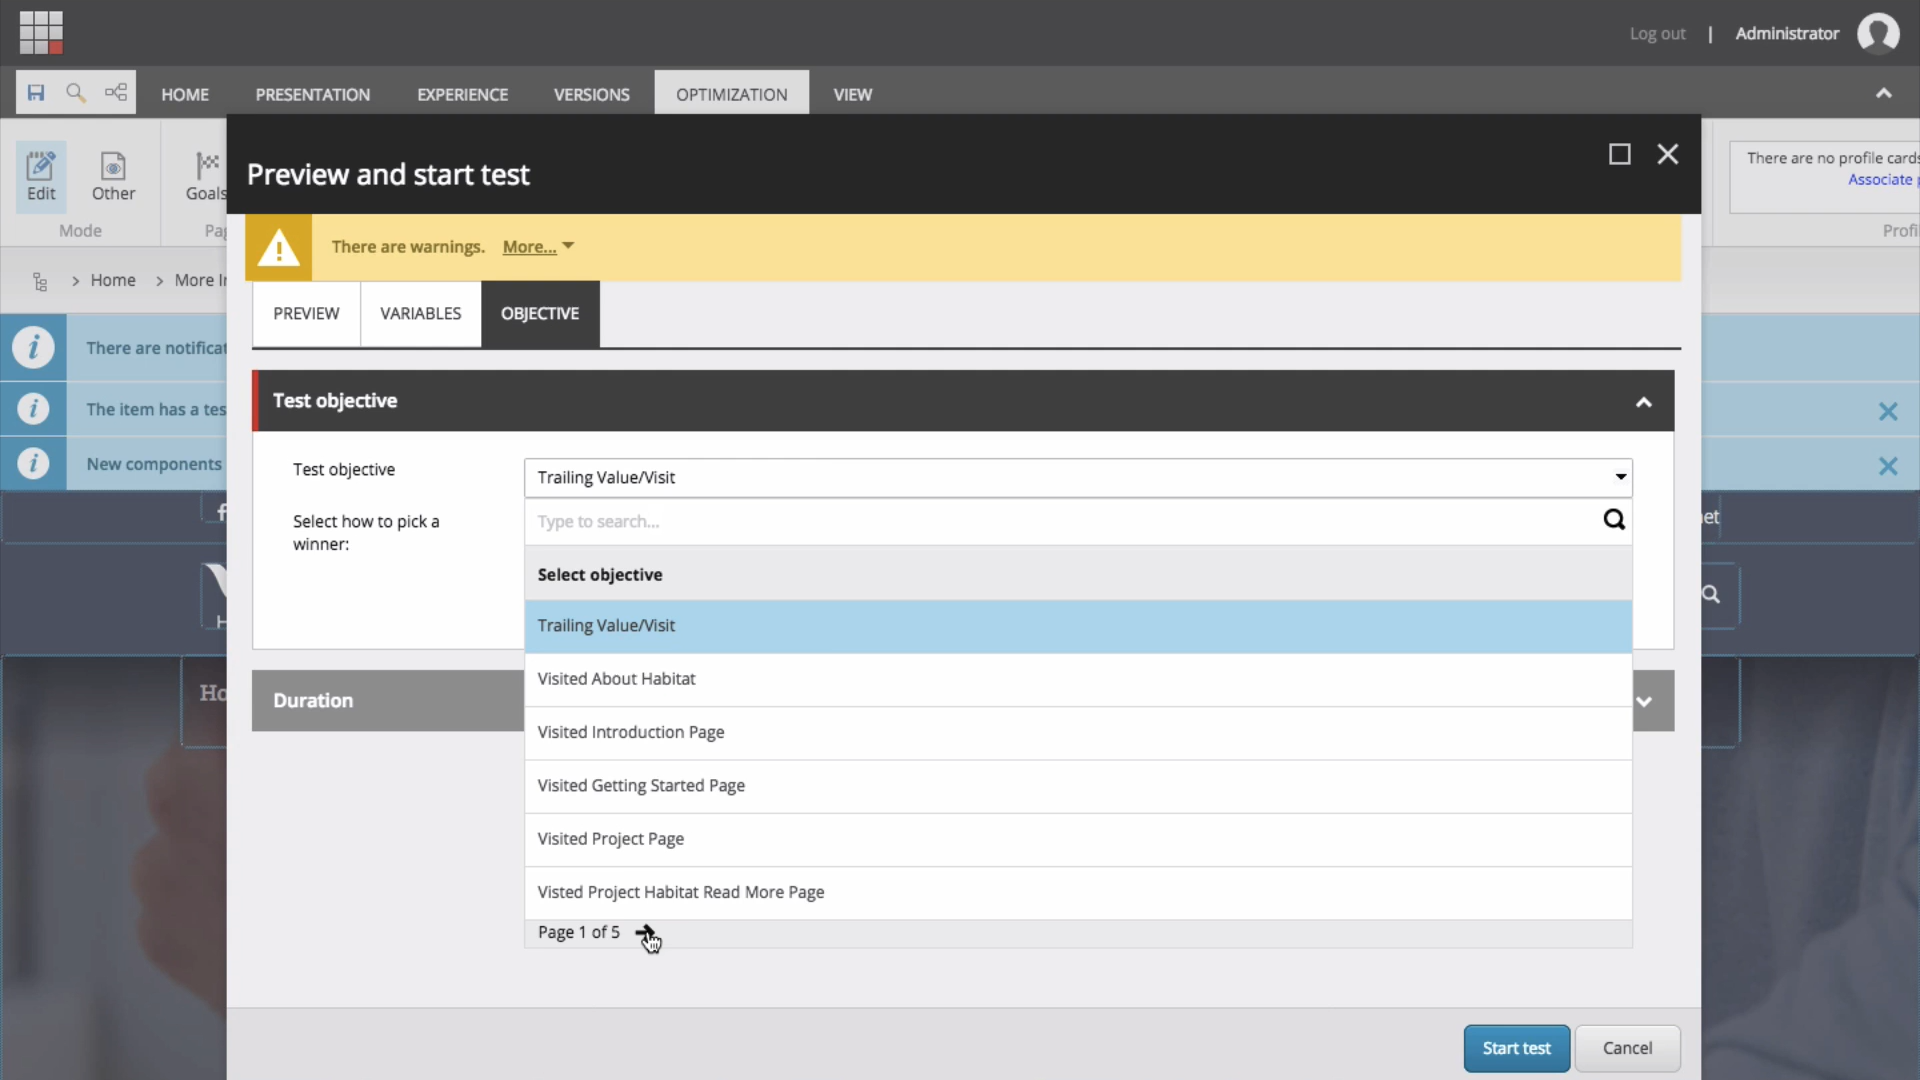 Log out | Administrator
HOME PRESENTATION EXPERIENCE VERSIONS OPTIMIZATION VIEW
Edit Other Goals
Mode
There are no profile cards
Associate
Preview and start test
There are warnings. More...
Home > More
PREVIEW VARIABLES OBJECTIVE
There are
The item has a
New components
Test objective
Test objective
Trailing Value/Visit
Select how to pick a
winner:
Type to search...
Select objective
Trailing Value/Visit
Visited About Habitat
Visited Introduction Page
Visited Getting Started Page
Visited Project Page
Visted Project Habitat Read More Page
Page 1 of 5
Duration
Start test Cancel